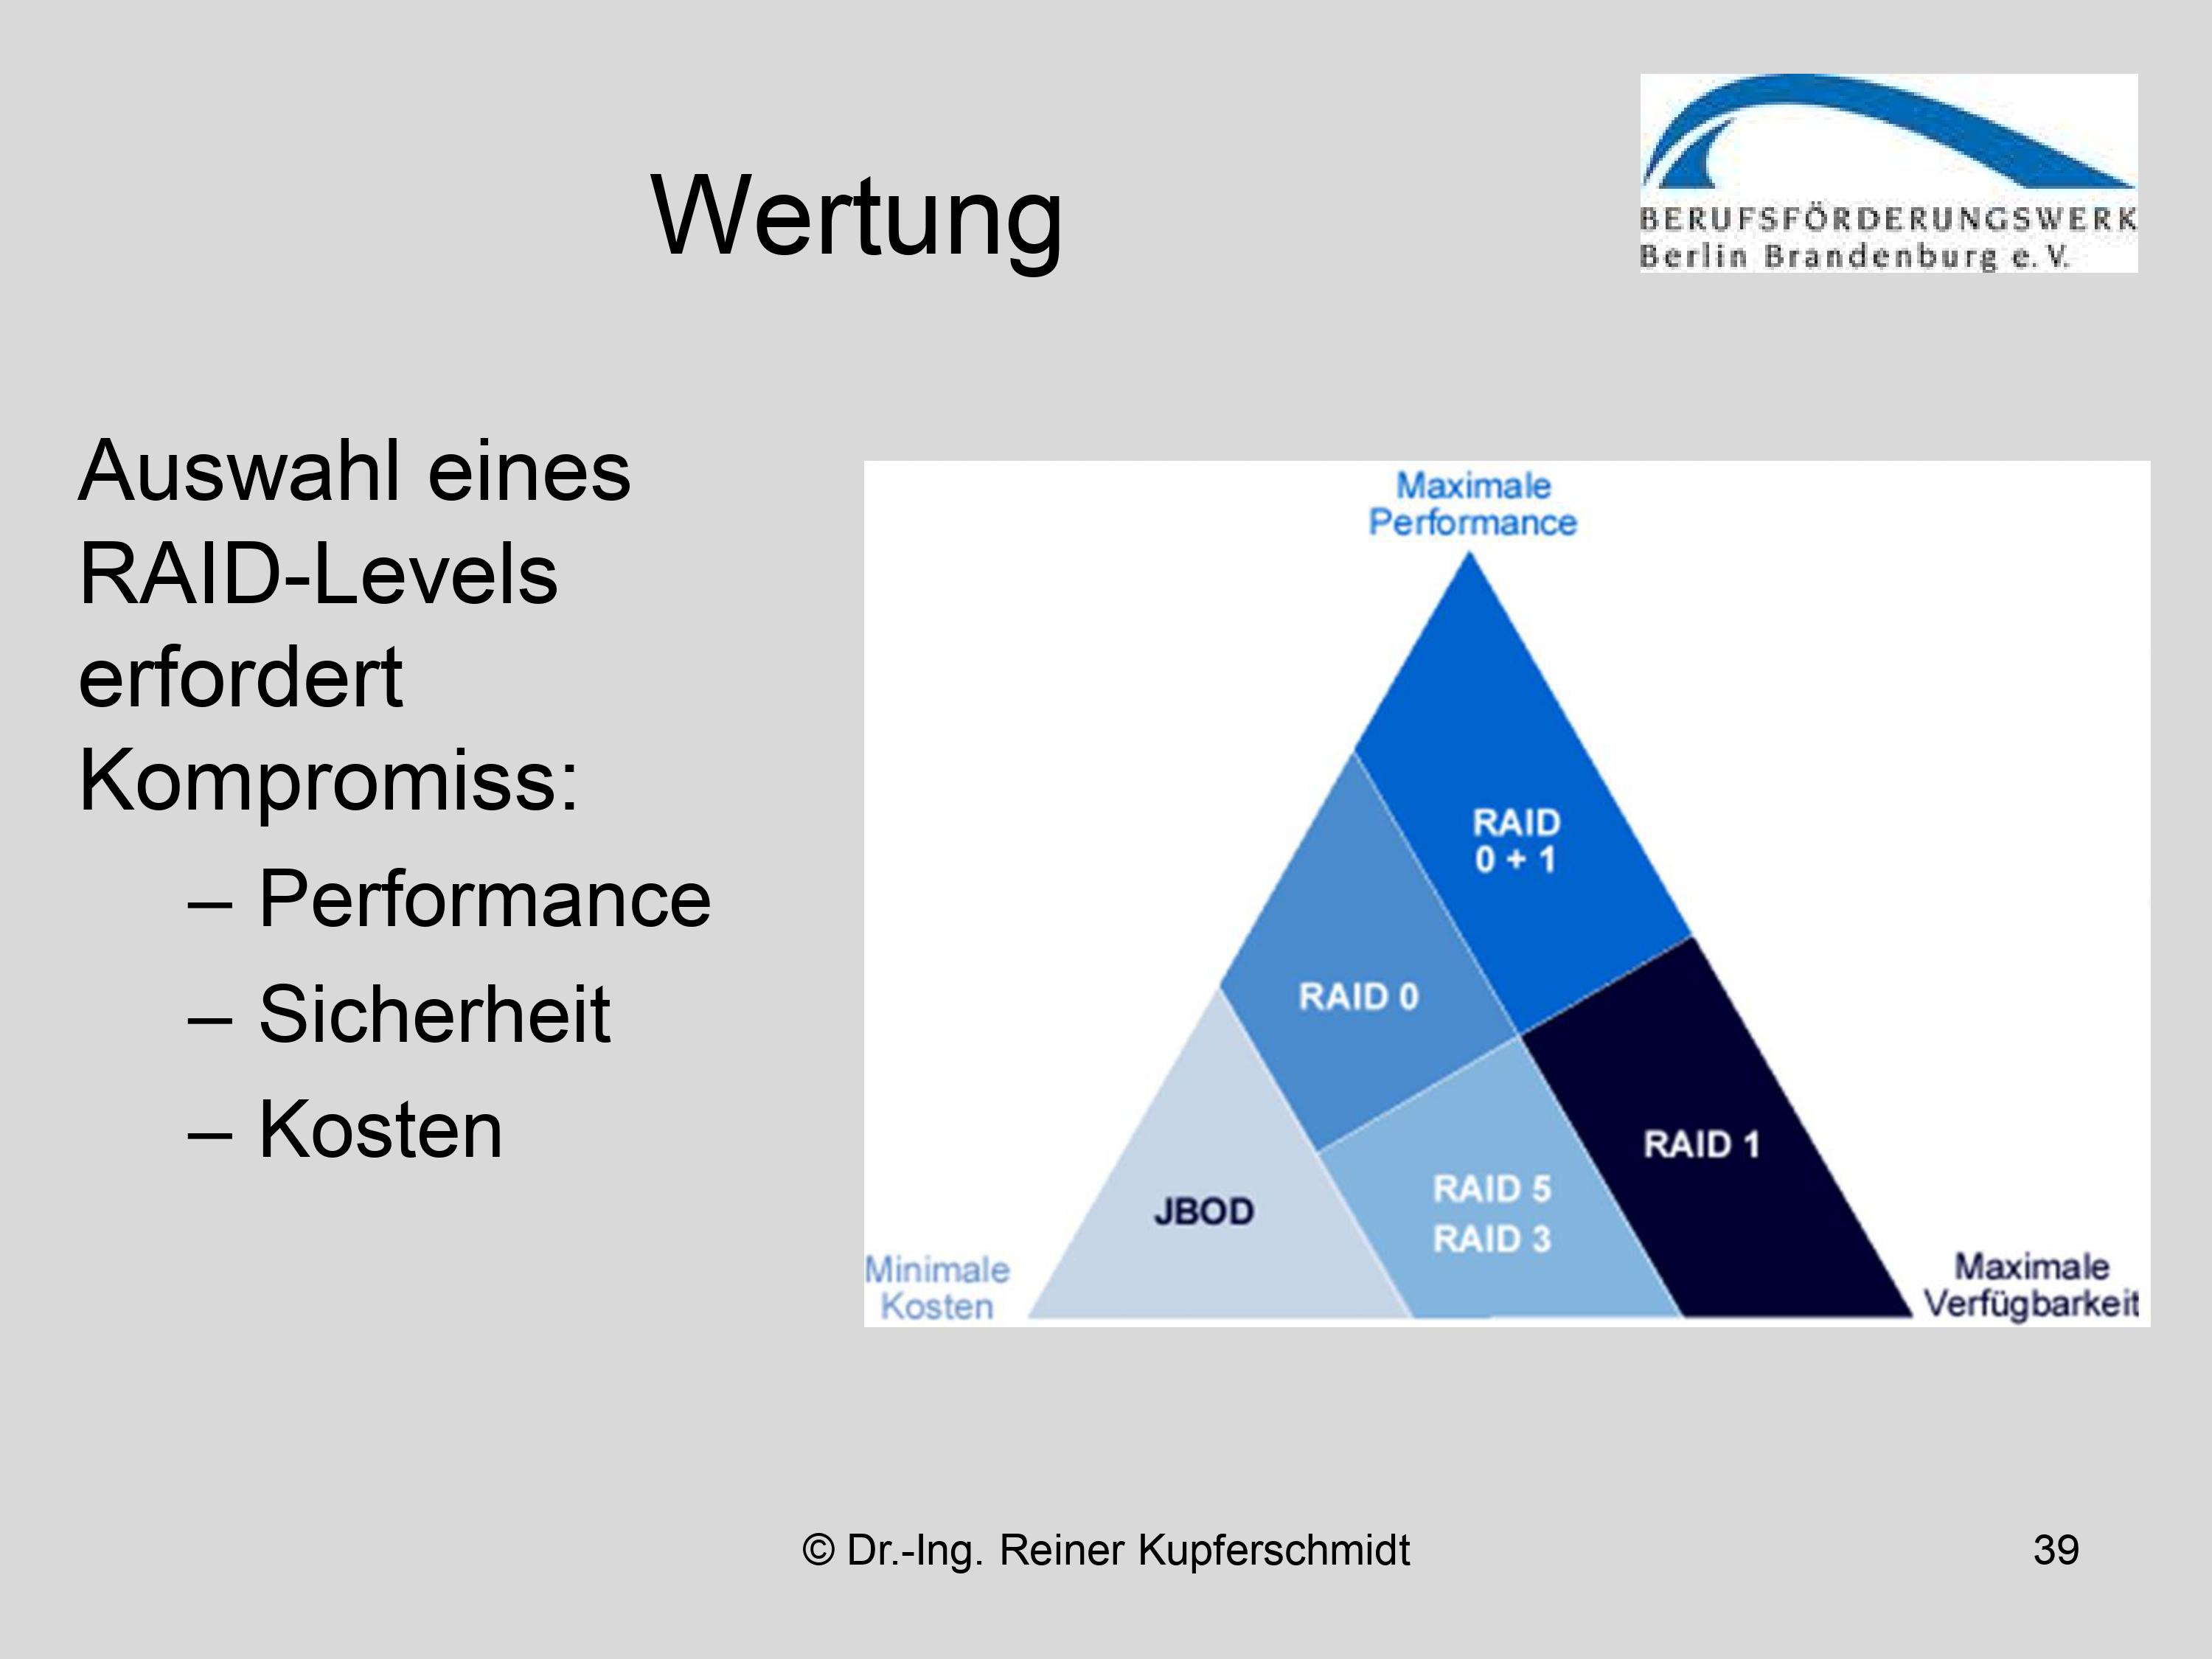 Wertung
BERUFSFÖRDERUNGSWERK
Berlin Brandenburg e. V.
Auswahl eines
RAID-Levels
erfordert
Kompromiss:
– Performance
– Sicherheit
– Kosten
Maximale
Performance
RAID
0 + 1
RAID 0
RAID 1
RAID 5
RAID 3
JBOD
Minimale
Kosten
Maximale
Verfügbarkeit
© Dr.-Ing. Reiner Kupferschmidt
39